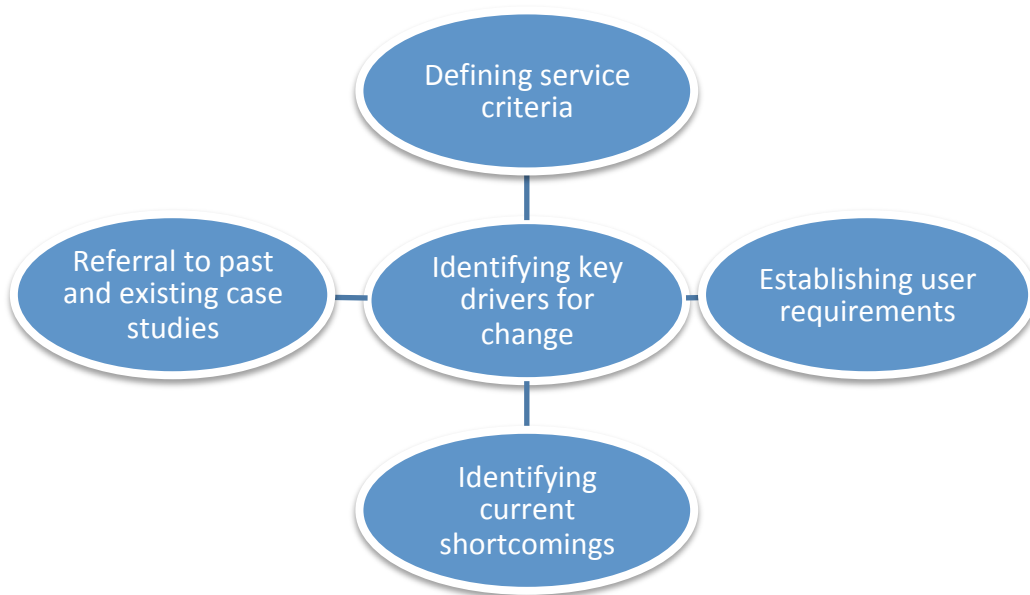 Defining service
criteria
Referral to past
and existing case
studies
Identifying key
drivers for
change
Establishing user
requirements
Identifying
current
shortcomings